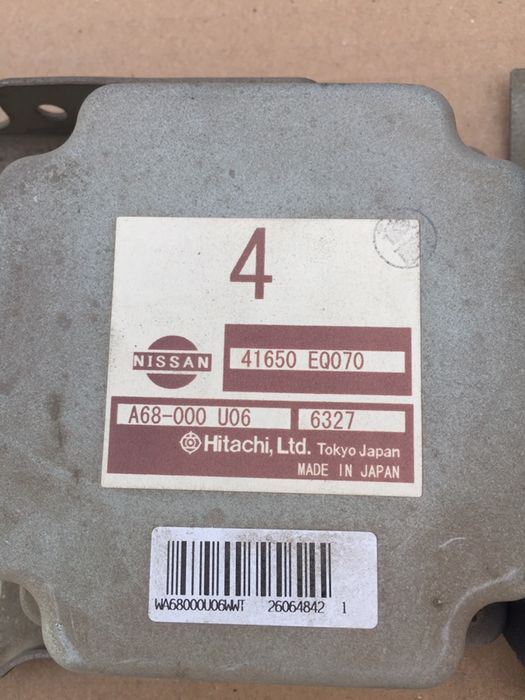 4
NISSAN
41650 EQ070
A68-000 U06
6327
Hitachi, Ltd. Tokyo Japan
MADE IN JAPAN
WA68000U06WWT 26064842 1